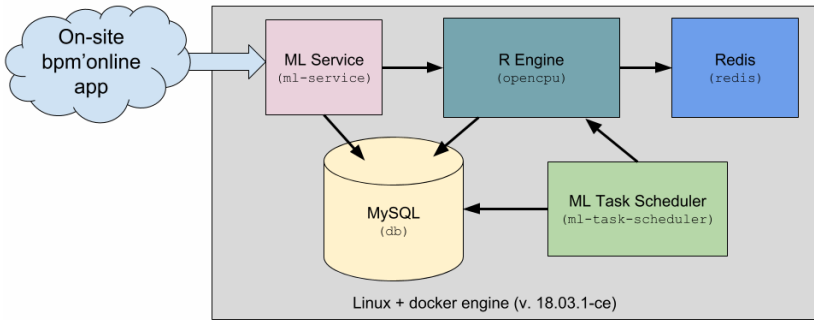 On-site
bpm'online
app
ML Service
(ml-service)
R Engine
(opencpu)
Redis
(redis)
MySQL
(db)
ML Task Scheduler
(ml-task-scheduler)
Linux + docker engine (v. 18.03.1-ce)